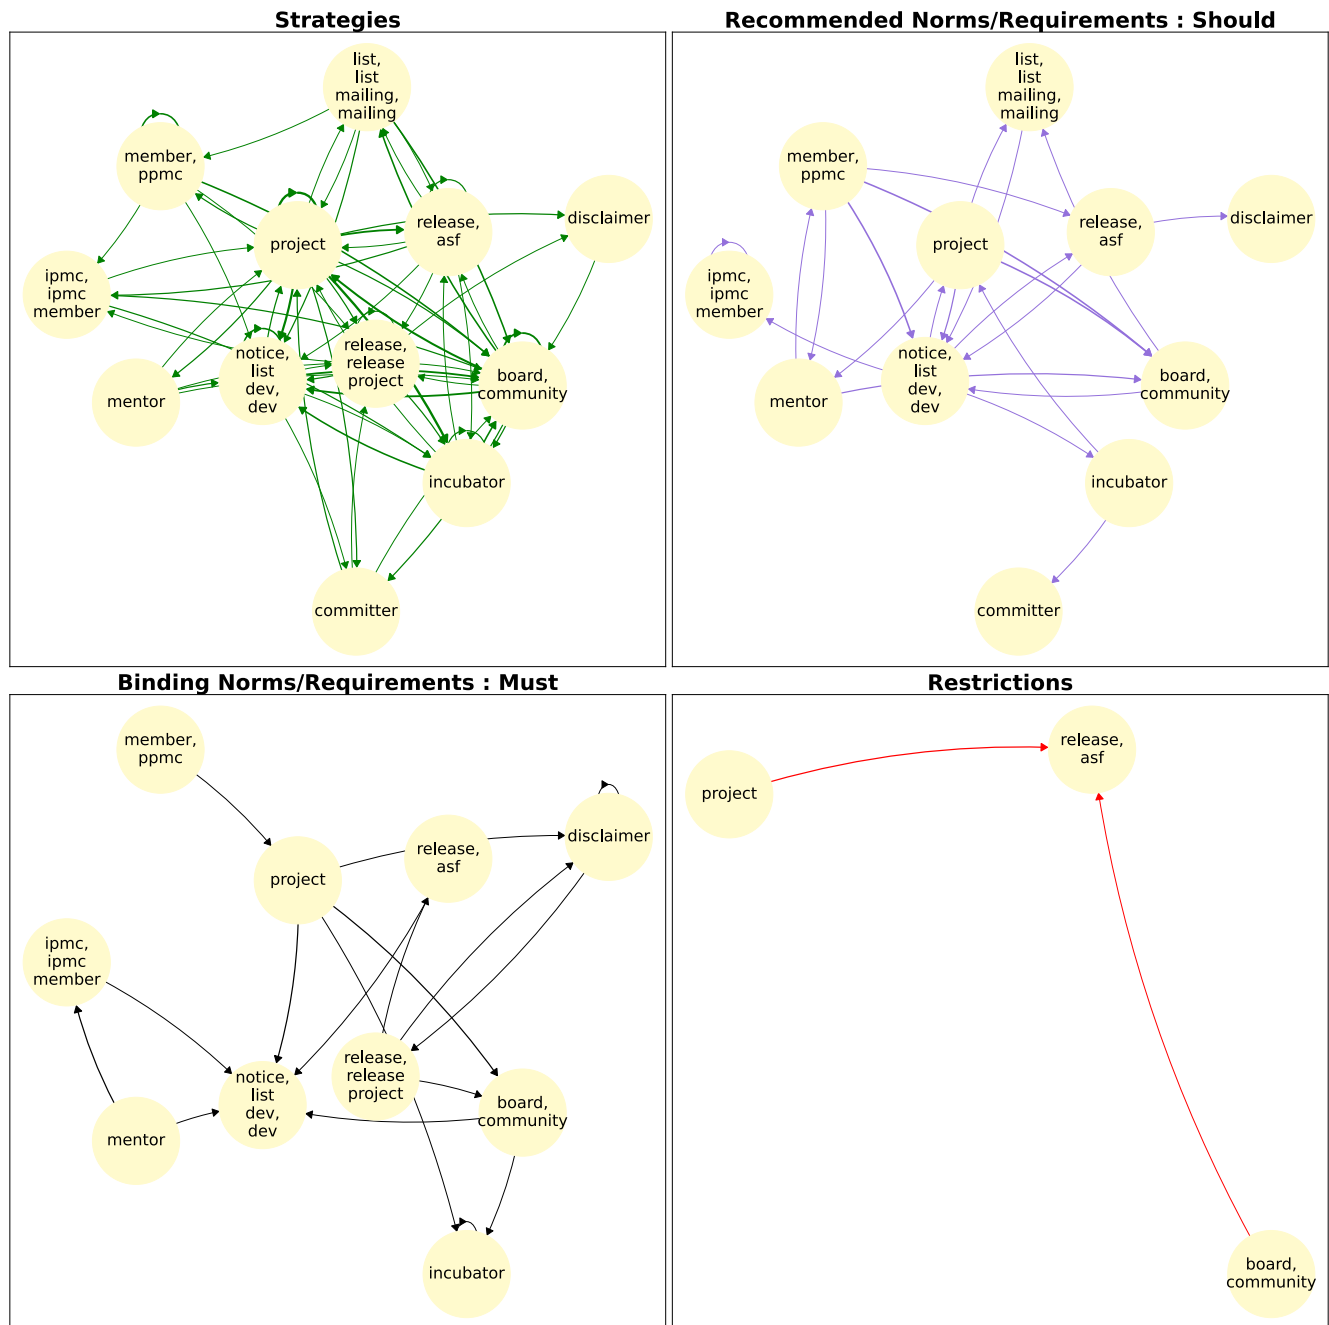 Strategies
list,
list
mailing,
mailing
member,
ppmc
project
release,
asf
disclaimer
ipmc,
ipmc
member
mentor
notice,
list
dev,
dev
release,
release
project
board,
community
incubator
committer
Recommended Norms/Requirements : Should
list,
list
mailing,
mailing
member,
ppmc
project
release,
asf
disclaimer
ipmc,
ipmc
member
mentor
notice,
list
dev,
dev
board,
community
incubator
committer
Binding Norms/Requirements : Must
member,
ppmc
project
release,
asf
disclaimer
ipmc,
ipmc
member
mentor
notice,
list
dev,
dev
release,
release
project
board,
community
incubator
Restrictions
release,
asf
project
board,
community